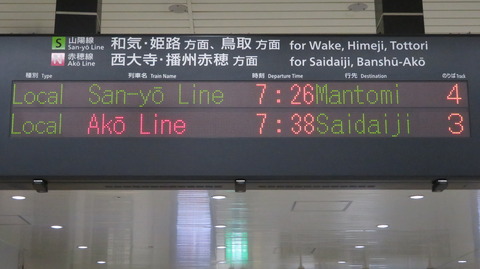 S 山陽線 San-yō Line 和気・姫路 方面、鳥取 方面 for Wake, Himeji, Tottori
N 赤穂線 Akō Line 西大寺・播州赤穂 方面 for Saidaiji, Banshū-Akō
種別 Type 列車名 Train Name 時刻 Departure Time 行先 Destination のりば Track
Local San-yō Line 7:26 Mantomi 4
Local Akō Line 7:38 Saidaiji 3